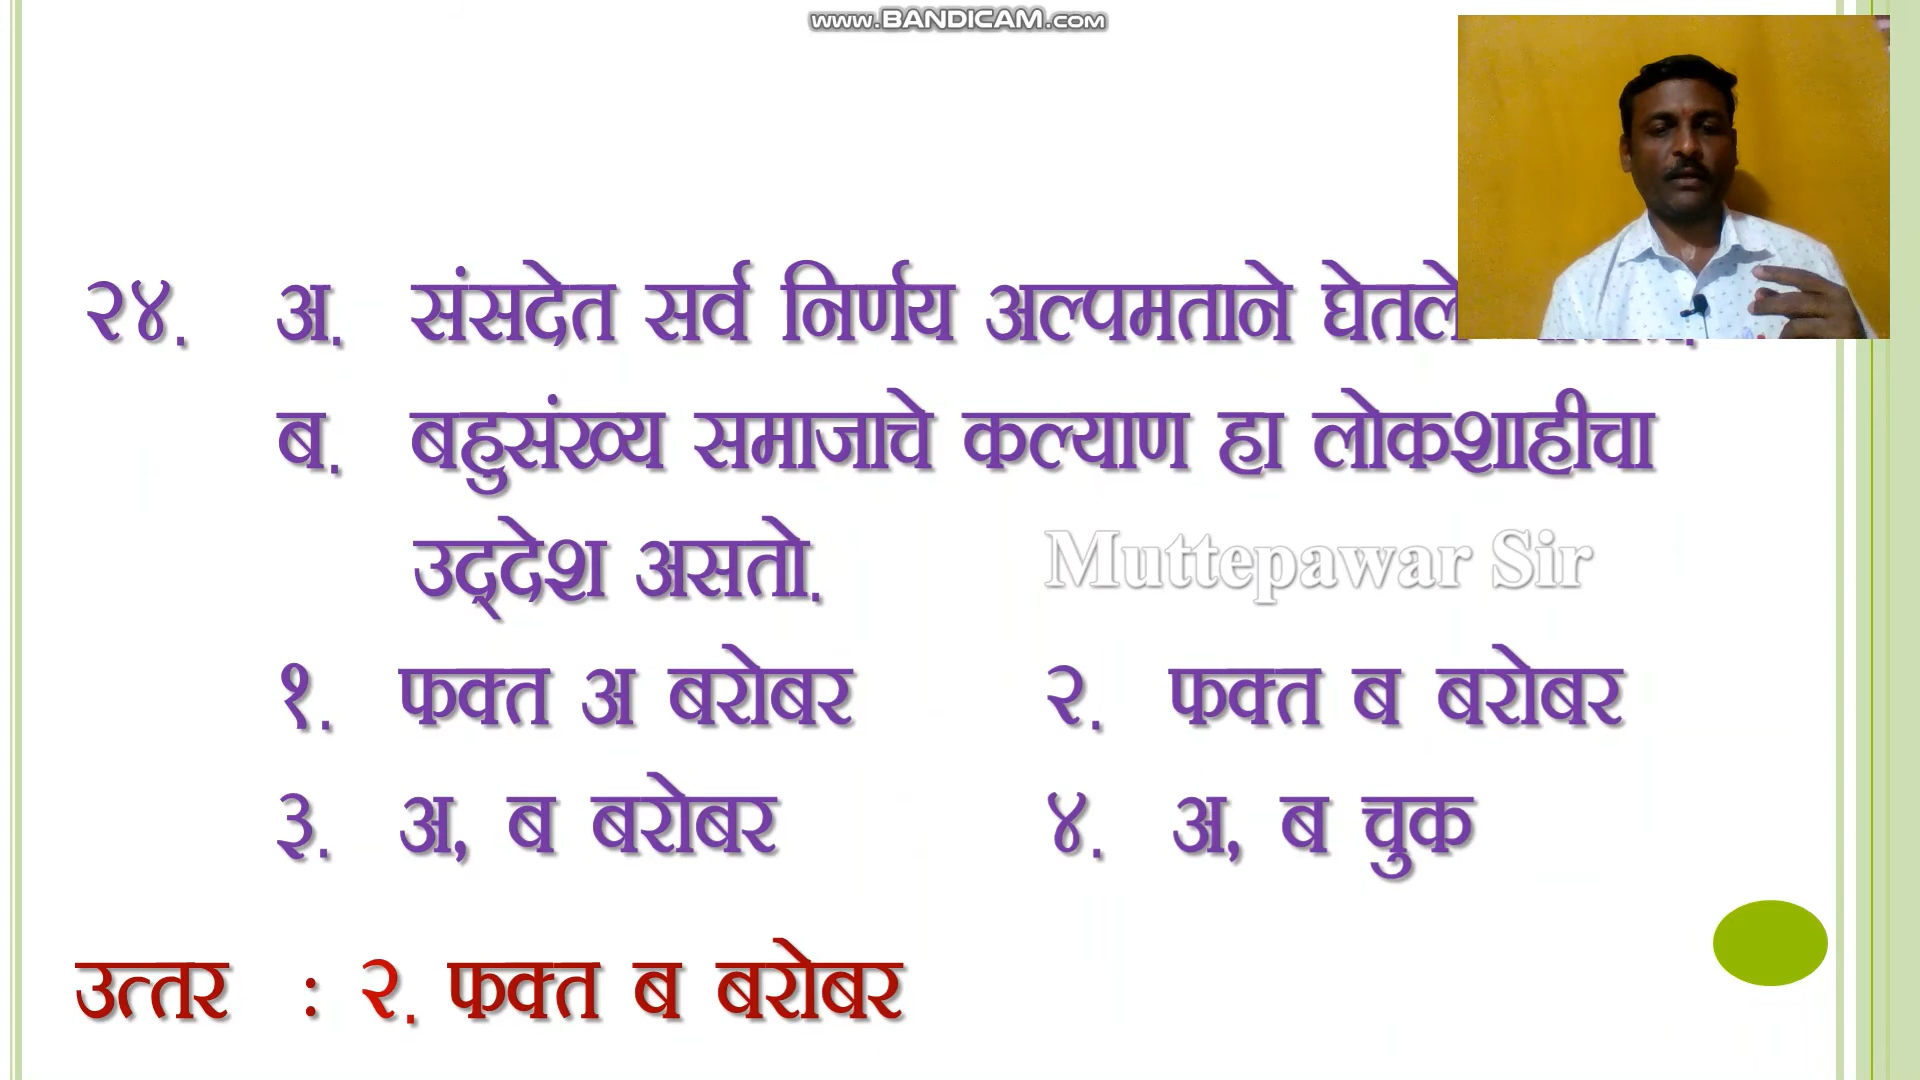 www.BANDICAM.com
२४. अ. संसदेत सर्व निर्णय अल्पमताने घेतले
ब. बहुसंख्य समाजाचे कल्याण हा लोकशाहीचा
उद्‌देश असतो.
Muttepawar Sir
१. फक्त अ बरोबर २. फक्त ब बरोबर
३. अ, ब बरोबर ४. अ, ब चुक
उत्तर : २. फक्त ब बरोबर